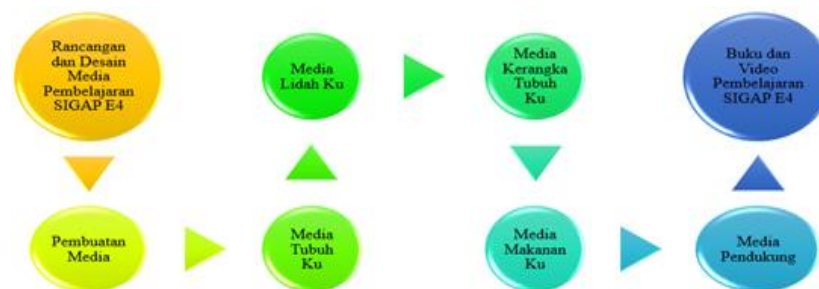 Rancangan
dan Desain
Media
Pembelajaran
SIGAP E4
Pembuatan
Media
Media
Tubuh
Ku
Media
Lidah Ku
Media
Kerangka
Tubuh
Ku
Media
Makanan
Ku
Media
Pendukung
Buku dan
Video
Pembelajaran
SIGAP E4